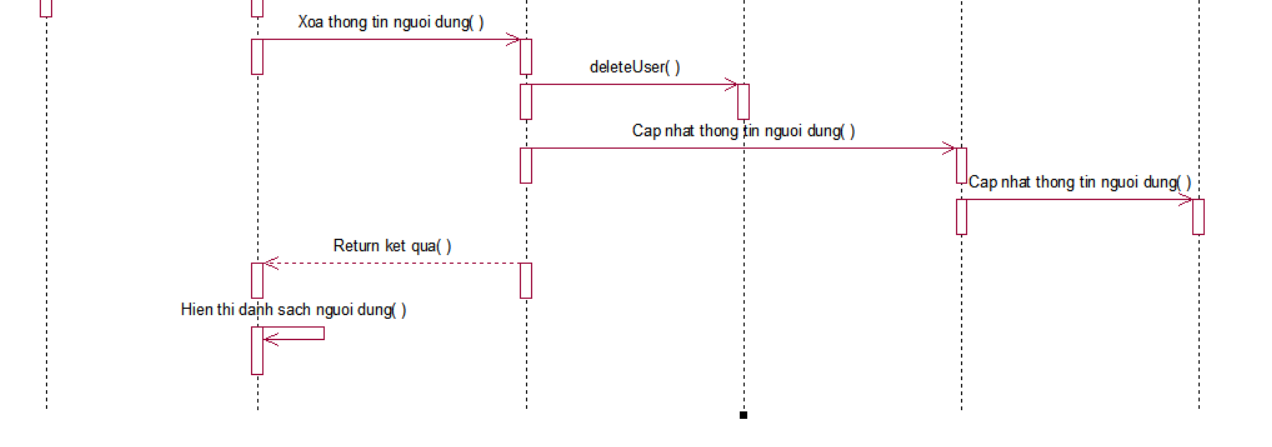 Xoa thong tin nguoi dung( )
deleteUser( )
Cap nhat thong tin nguoi dung( )
Cap nhat thong tin nguoi dung( )
Return ket qua( )
Hien thi danh sach nguoi dung( )